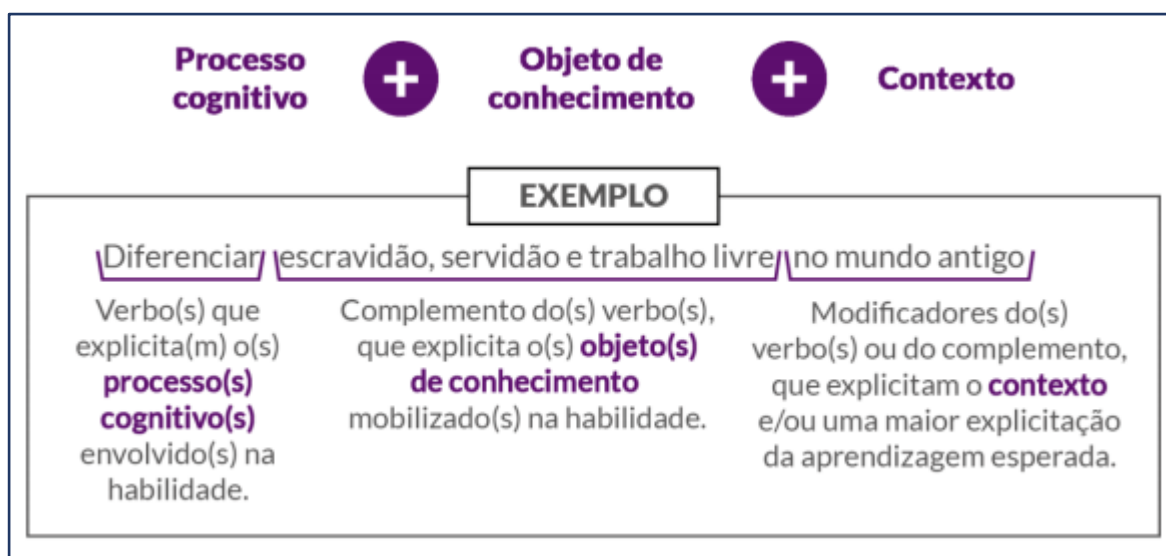 Processo
cognitivo
+
Objeto de
conhecimento
+
Contexto
EXEMPLO
Diferenciar escravidão, servidão e trabalho livre no mundo antigo
Verbo(s) que
explicita(m) o(s)
processo(s)
cognitivo(s)
envolvido(s) na
habilidade.
Complemento do(s) verbo(s),
que explicita o(s) objeto(s)
de conhecimento
mobilizado(s) na habilidade.
Modificadores do(s)
verbo(s) ou do complemento,
que explicitam o contexto
e/ou uma maior explicitação
da aprendizagem esperada.